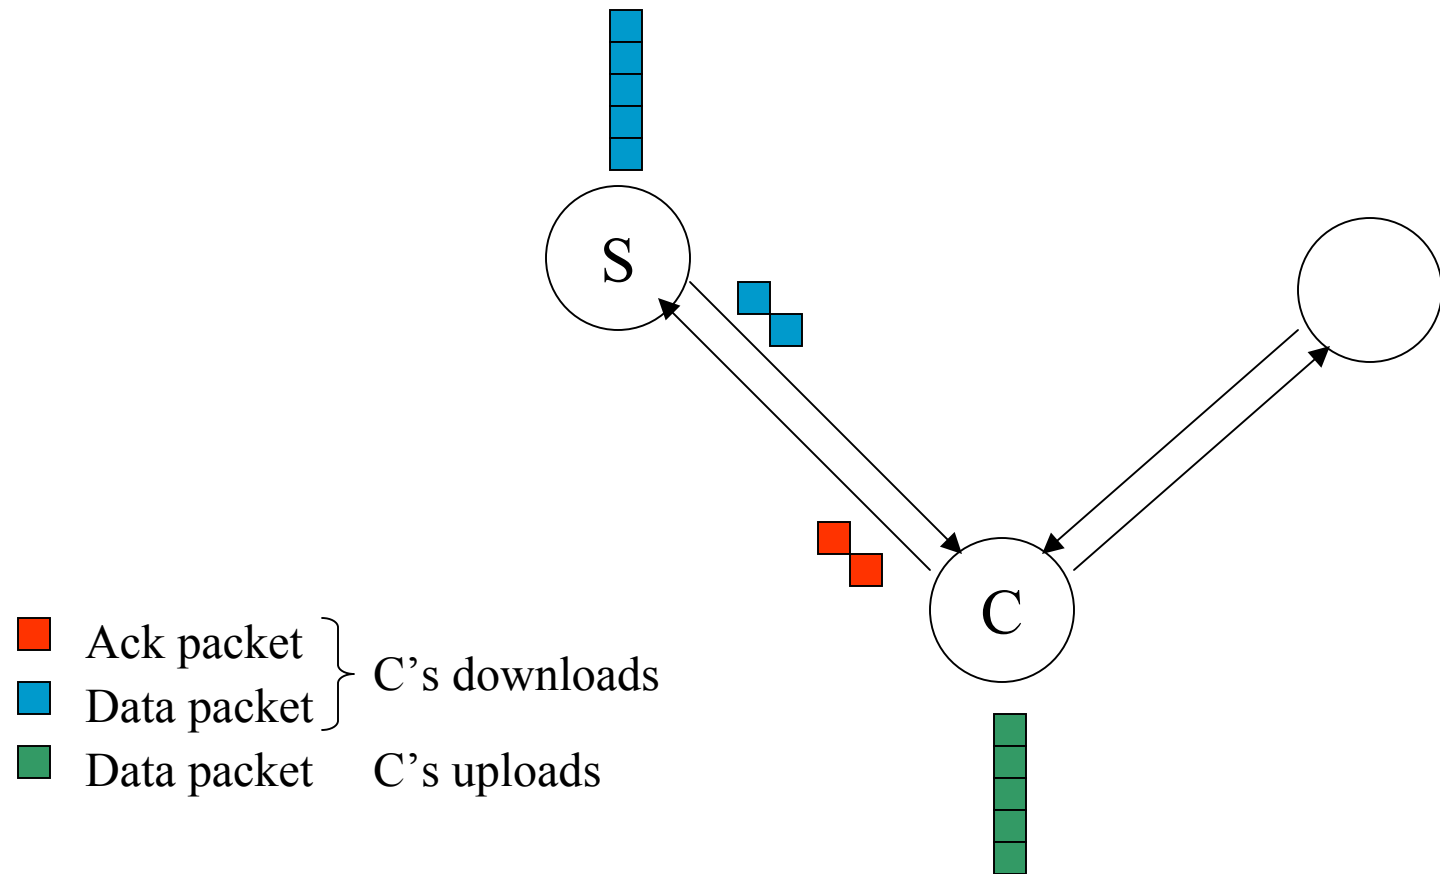 S
C
Ack packet
C’s downloads
Data packet
Data packet C’s uploads